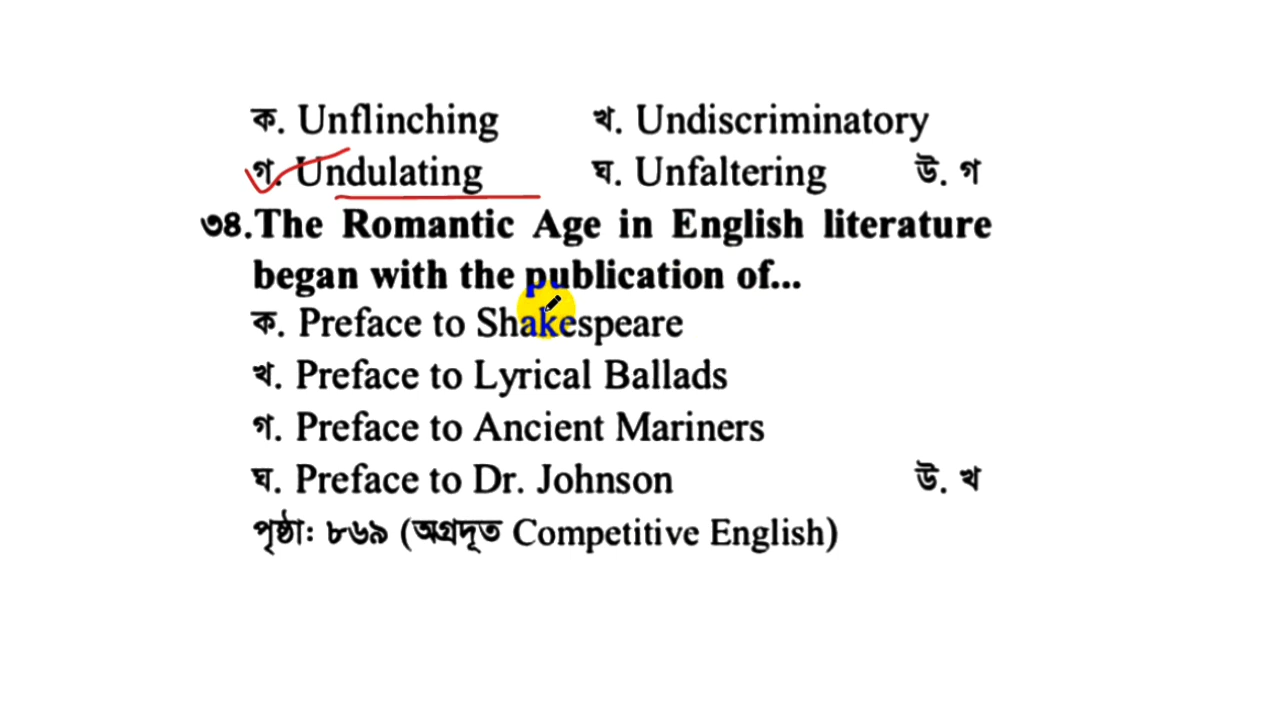 ক. Unflinching খ. Undiscriminatory
গ. Undulating ঘ. Unfaltering উ. গ
৩৪.The Romantic Age in English literature
began with the publication of...
ক. Preface to Shakespeare
খ. Preface to Lyrical Ballads
গ. Preface to Ancient Mariners
ঘ. Preface to Dr. Johnson উ. খ
পৃষ্ঠা: ৮৬৯ (অগ্রদূত Competitive English)